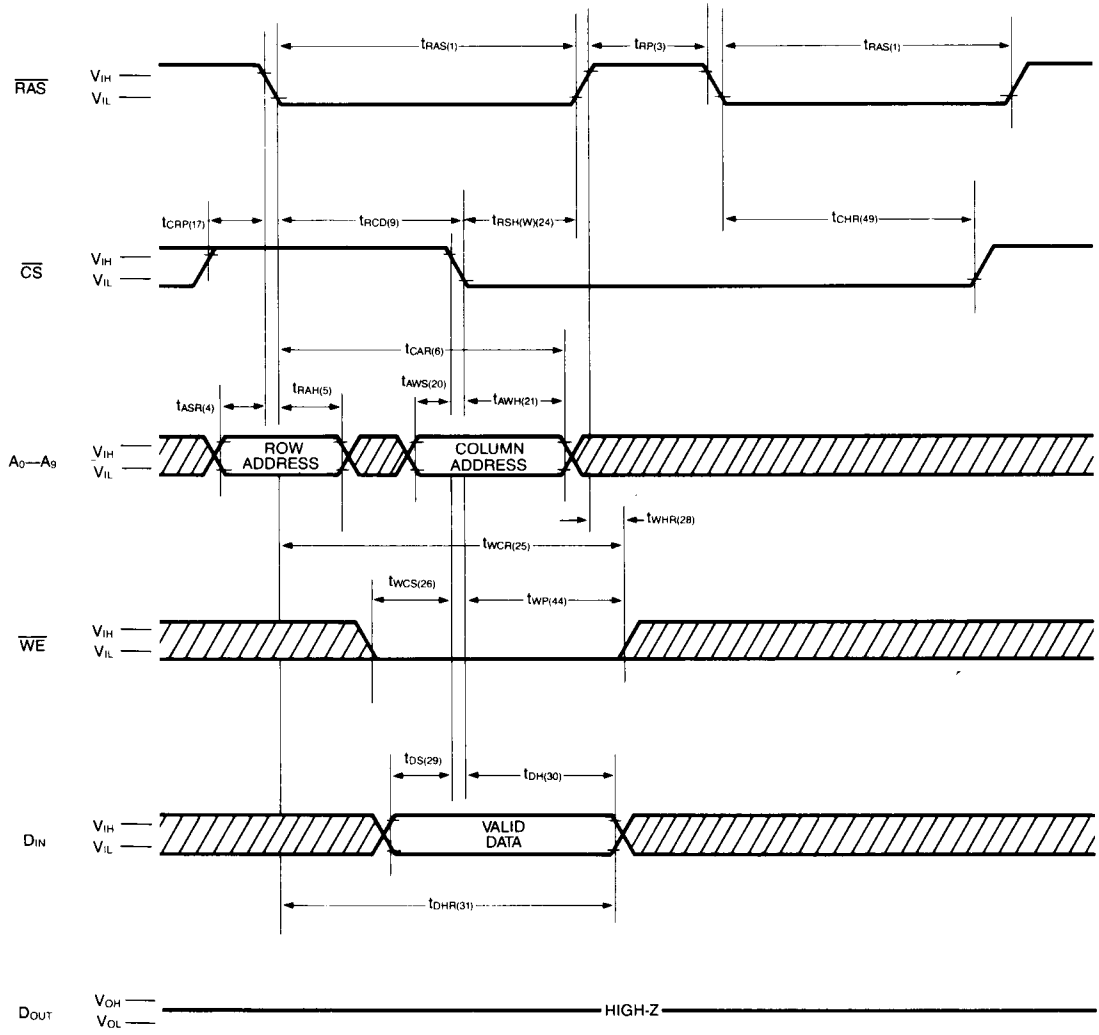 tRAS(1) tRP(3) tRAS(1)
RAS VIH
VIL
tCRP(17) tRCD(9) tRSH(W)(24) tCHR(49)
CS VIH
VIL
tCAR(6)
tASR(4) tRAH(5) tAWS(20) tAWH(21)
A0—A9 VIH ROW ADDRESS COLUMN ADDRESS
VIL
tWHR(28)
tWCR(25)
tWCS(26) tWP(44)
WE VIH
VIL
tDS(29) tDH(30)
DIN VIH VALID DATA
VIL
tDHR(31)
DOUT VOH HIGH-Z
VOL